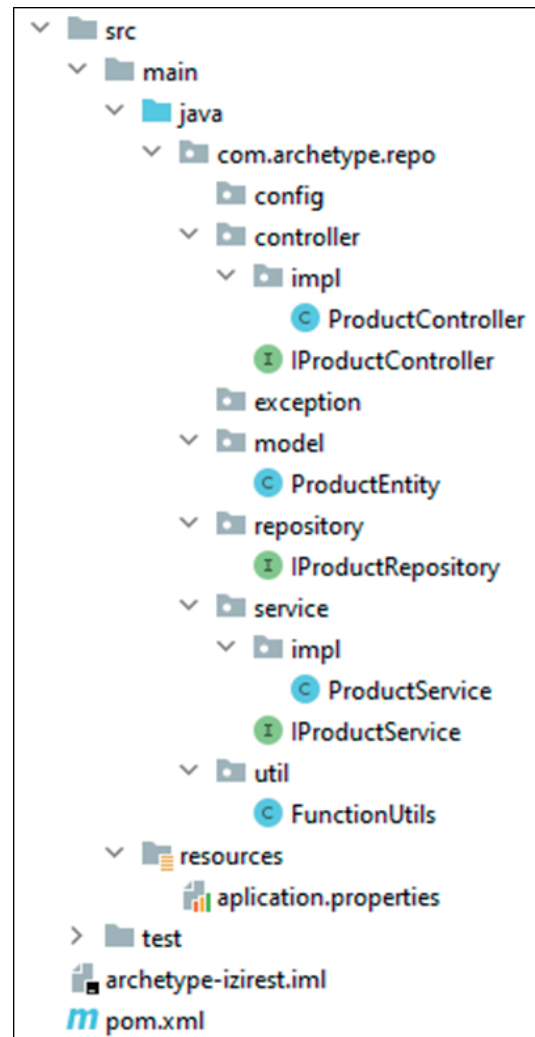 src
main
java
com.archetype.repo
config
controller
impl
C ProductController
I IProductController
exception
model
C ProductEntity
repository
I IProductRepository
service
impl
C ProductService
I IProductService
util
C FunctionUtils
resources
aplication.properties
test
archetype-izirest.iml
m pom.xml